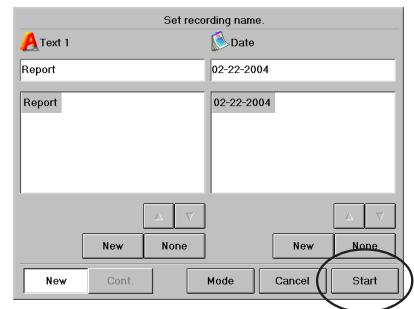 Set recording name.
Text 1 Date
Report 02-22-2004
Report 02-22-2004
New None New None
New Cont. Mode Cancel Start